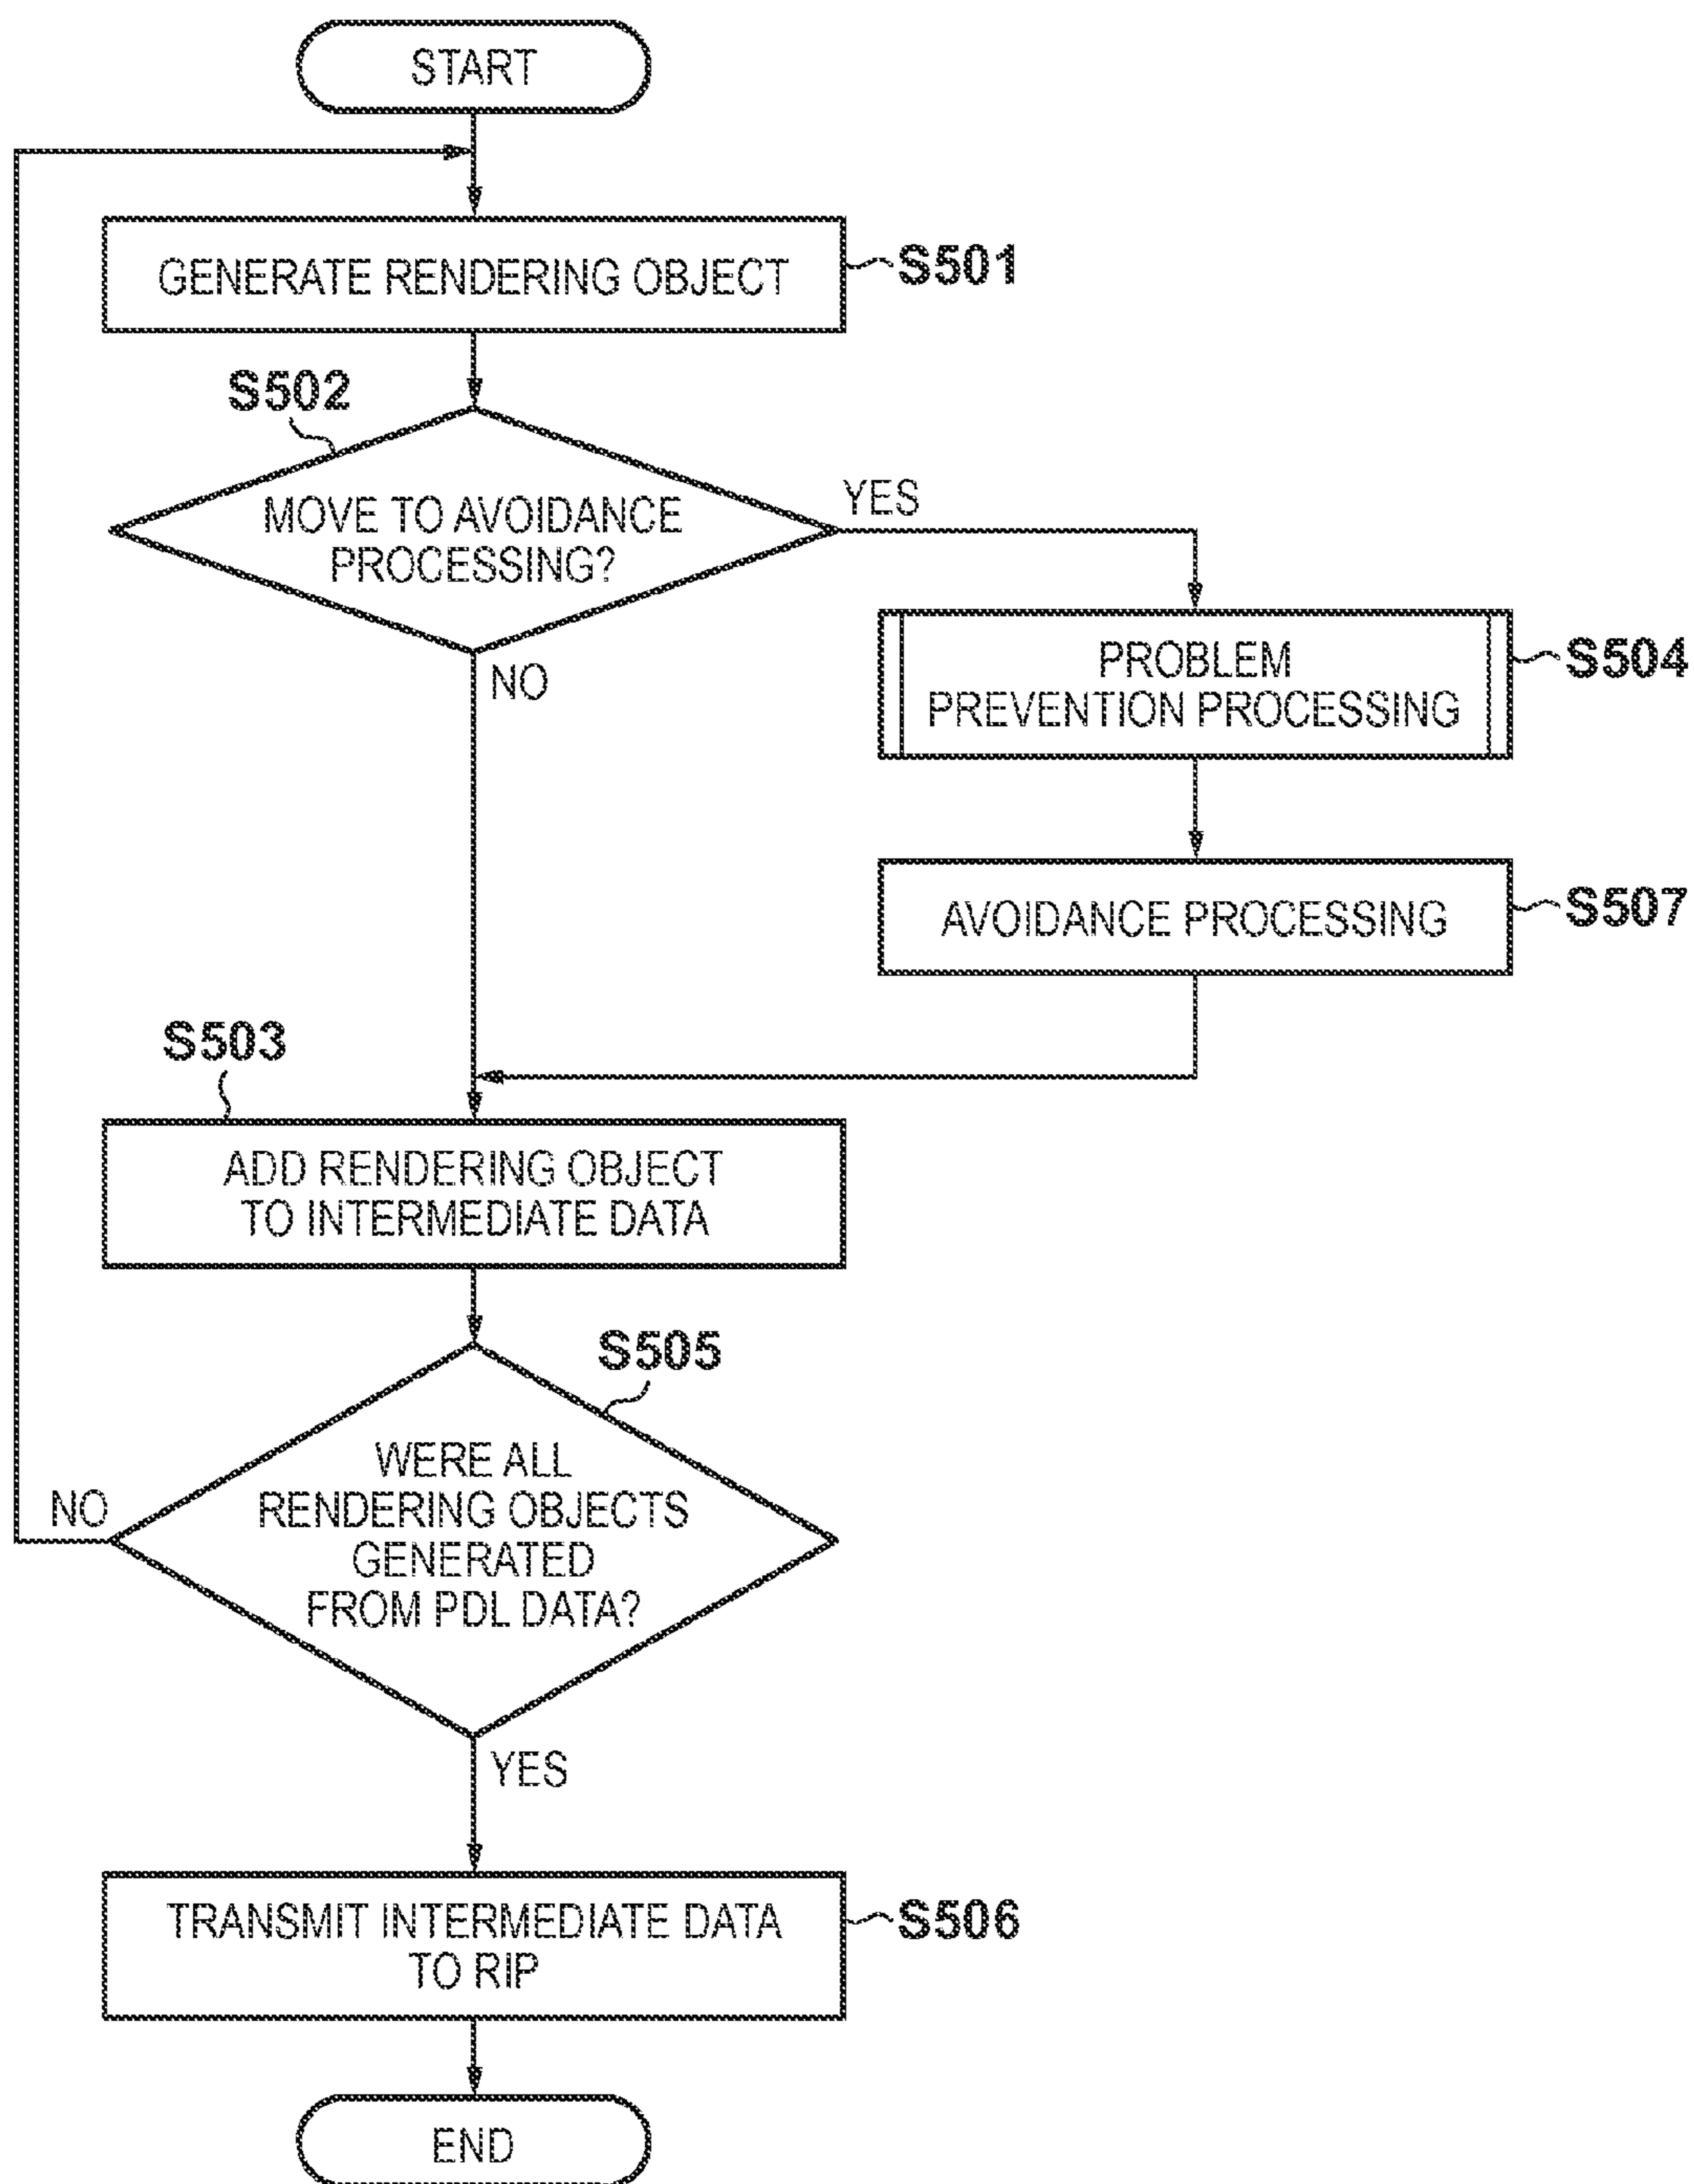 START
GENERATE RENDERING OBJECT
S501
S502
MOVE TO AVOIDANCE
PROCESSING?
YES
NO
PROBLEM
PREVENTION PROCESSING
S504
AVOIDANCE PROCESSING
S507
S503
ADD RENDERING OBJECT
TO INTERMEDIATE DATA
S505
WERE ALL
RENDERING OBJECTS
GENERATED
FROM PDL DATA?
NO
YES
TRANSMIT INTERMEDIATE DATA
TO RIP
S506
END